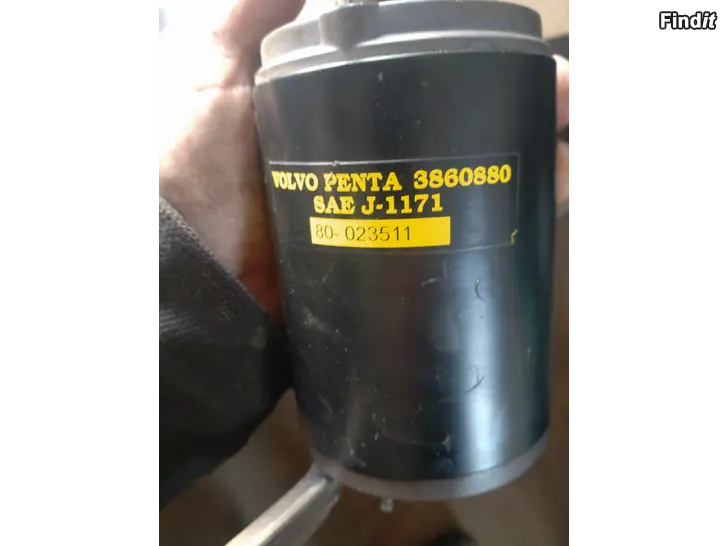 Findit
VOLVO PENTA 3860880
SAE J-1171
80-023511